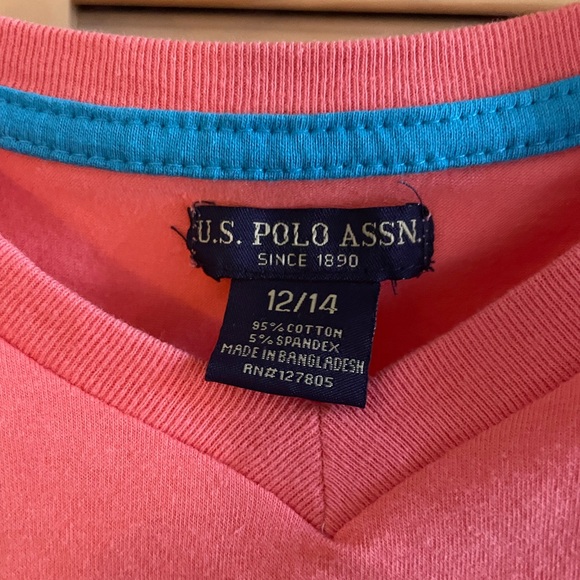 U.S. POLO ASSN.
SINCE 1890
12/14
95% COTTON
5% SPANDEX
MADE IN BANGLADESH
RN#127805